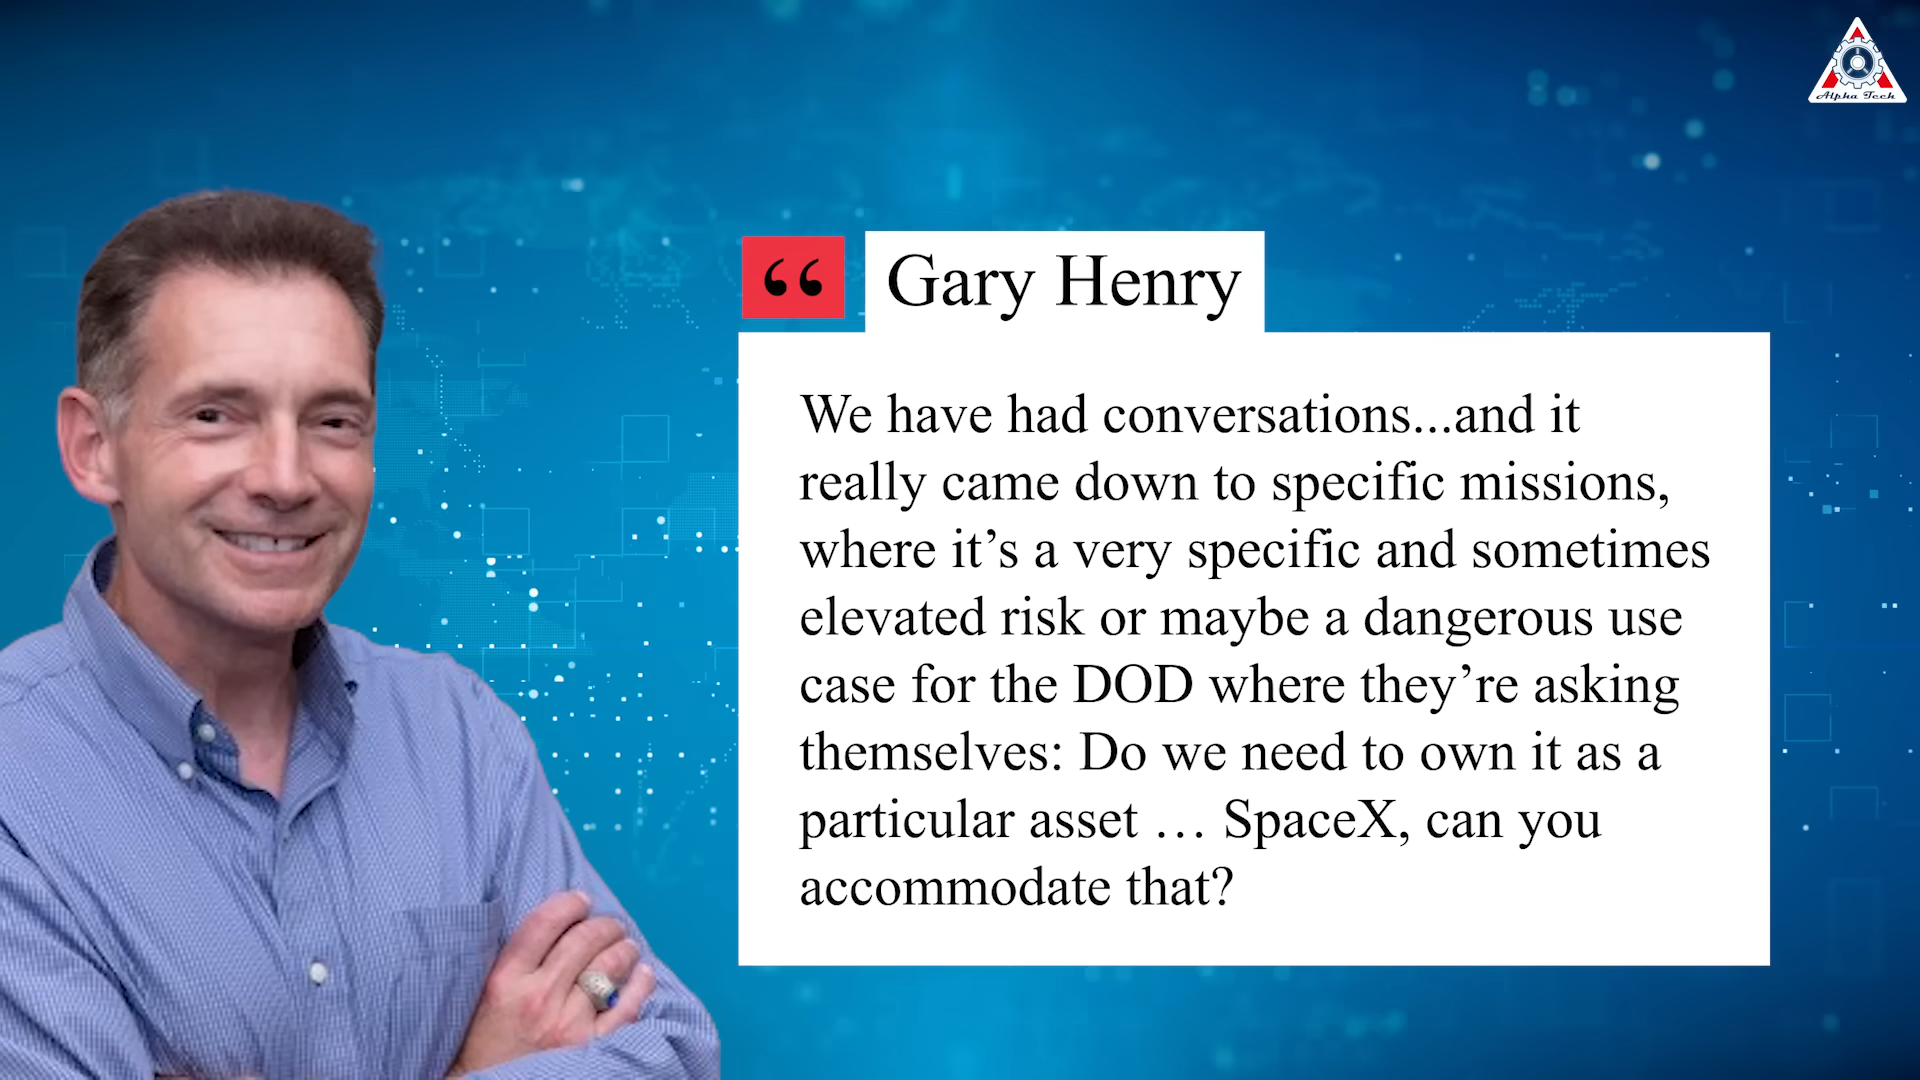 Alpha Tech
“
Gary Henry
We have had conversations...and it
really came down to specific missions,
where it’s a very specific and sometimes
elevated risk or maybe a dangerous use
case for the DOD where they’re asking
themselves: Do we need to own it as a
particular asset … SpaceX, can you
accommodate that?